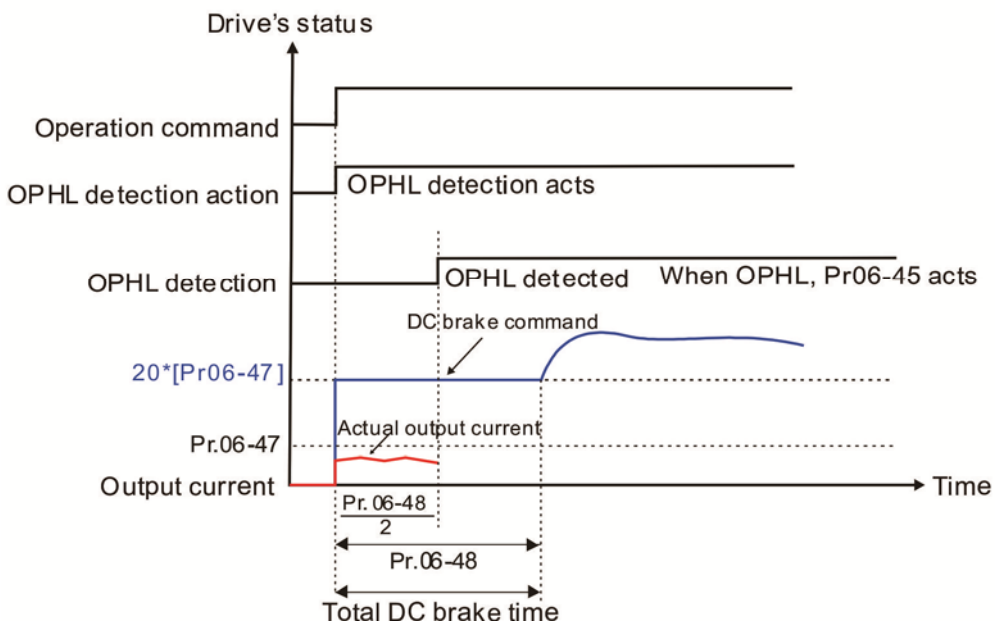 Drive's status
Operation command
OPHL detection action
OPHL detection acts
OPHL detection
OPHL detected
When OPHL, Pr06-45 acts
DC brake command
20*[Pr06-47]
Actual output current
Pr.06-47
Output current
Time
Pr. 06-48
2
Pr.06-48
Total DC brake time